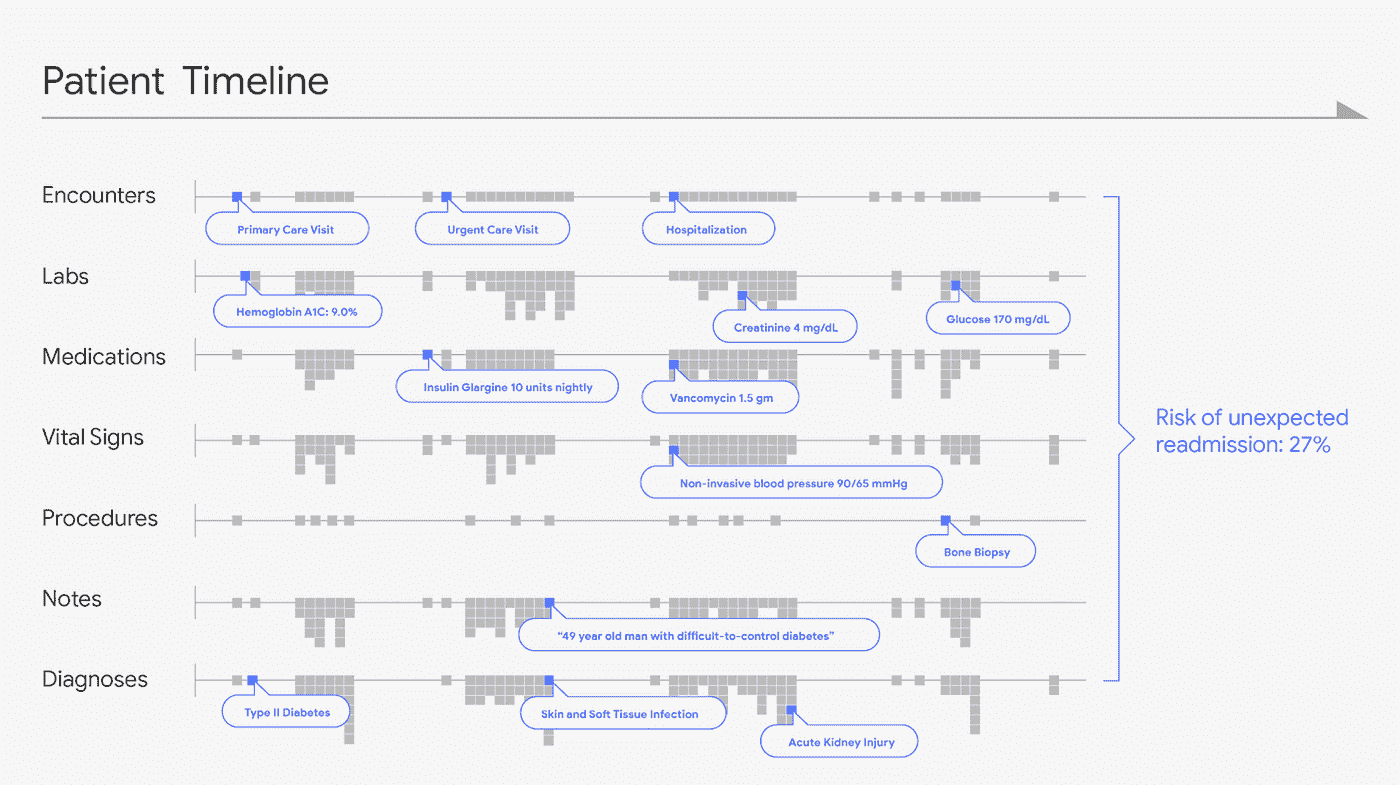 Patient Timeline
Encounters
Primary Care Visit
Urgent Care Visit
Hospitalization
Labs
Hemoglobin A1C: 9.0%
Creatinine 4 mg/dL
Glucose 170 mg/dL
Medications
Insulin Glargine 10 units nightly
Vancomycin 1.5 gm
Vital Signs
Non-invasive blood pressure 90/65 mmHg
Procedures
Bone Biopsy
Notes
“49 year old man with difficult-to-control diabetes”
Diagnoses
Type II Diabetes
Skin and Soft Tissue Infection
Acute Kidney Injury
Risk of unexpected
readmission: 27%